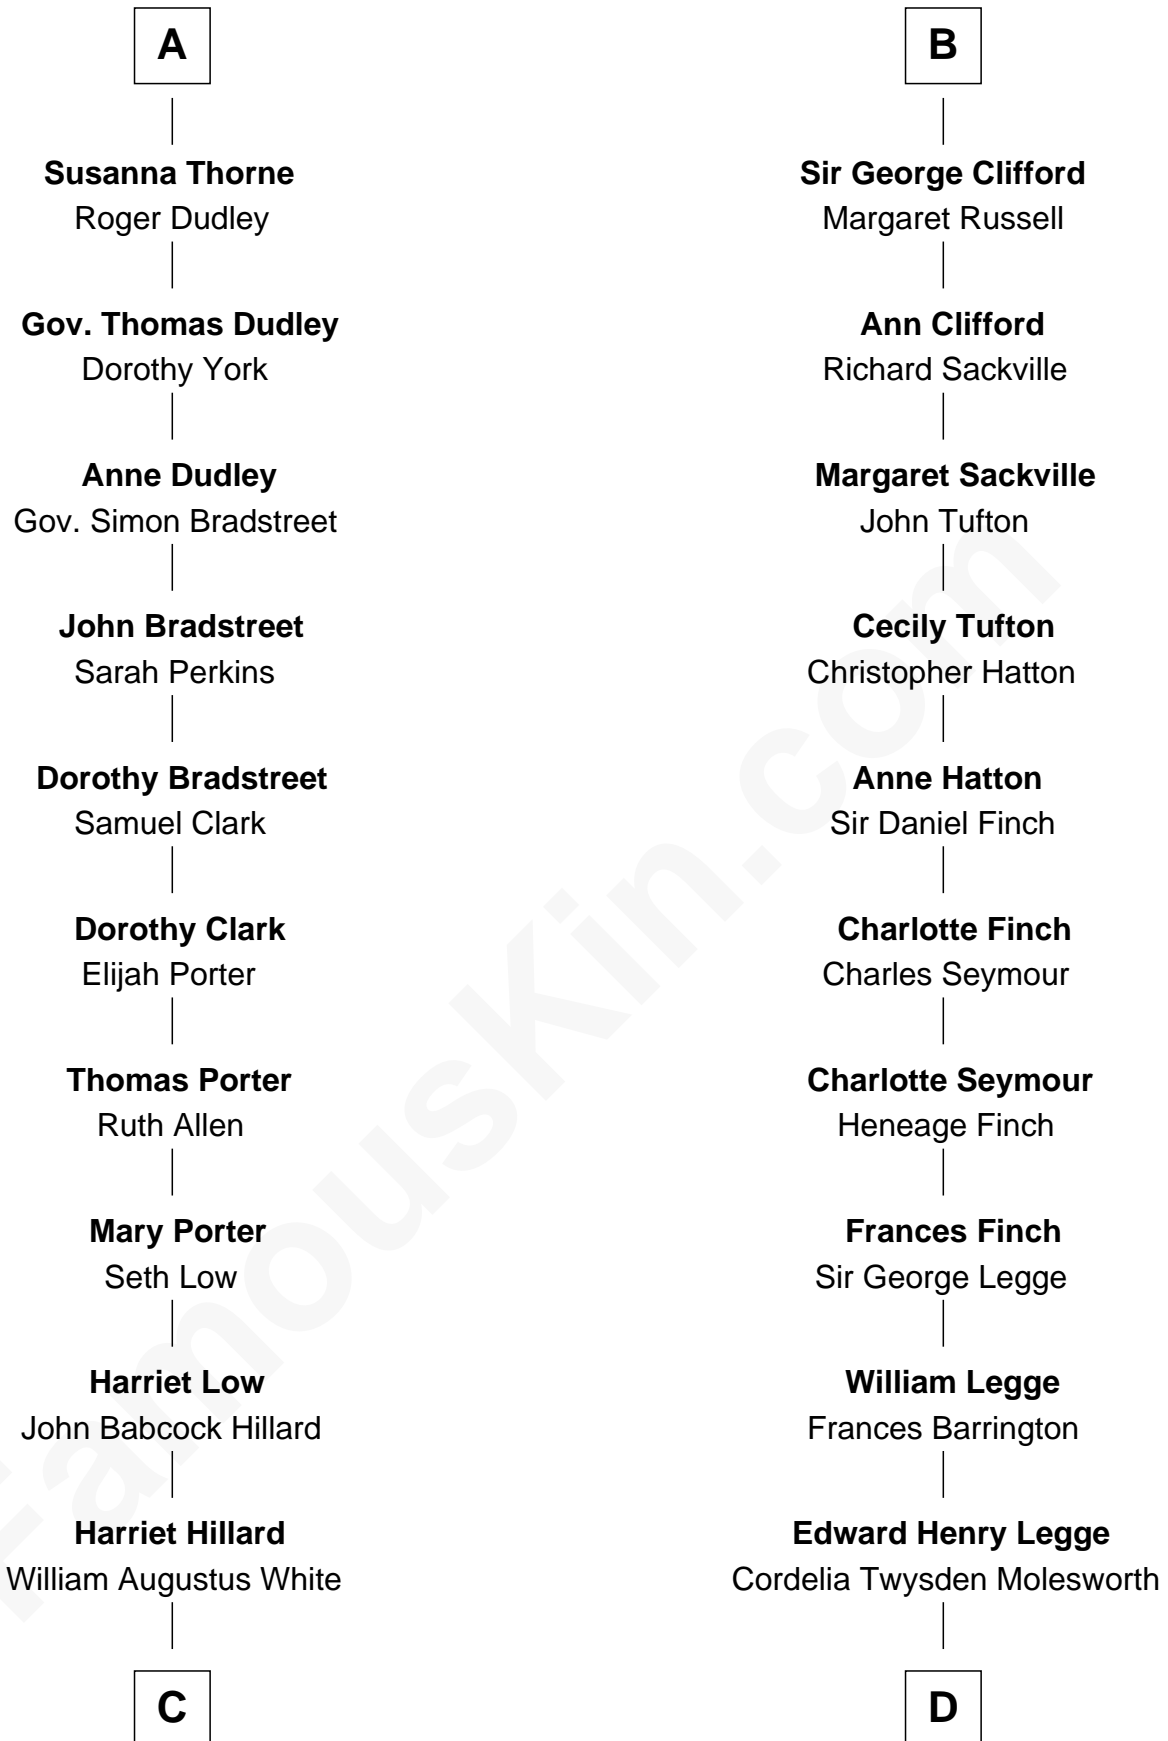 A
Susanna Thorne
Roger Dudley
Gov. Thomas Dudley
Dorothy York
Anne Dudley
Gov. Simon Bradstreet
John Bradstreet
Sarah Perkins
Dorothy Bradstreet
Samuel Clark
Dorothy Clark
Elijah Porter
Thomas Porter
Ruth Allen
Mary Porter
Seth Low
Harriet Low
John Babcock Hillard
Harriet Hillard
William Augustus White
C
B
Sir George Clifford
Margaret Russell
Ann Clifford
Richard Sackville
Margaret Sackville
John Tufton
Cecily Tufton
Christopher Hatton
Anne Hatton
Sir Daniel Finch
Charlotte Finch
Charles Seymour
Charlotte Seymour
Heneage Finch
Frances Finch
Sir George Legge
William Legge
Frances Barrington
Edward Henry Legge
Cordelia Twysden Molesworth
D
FamousKin.com